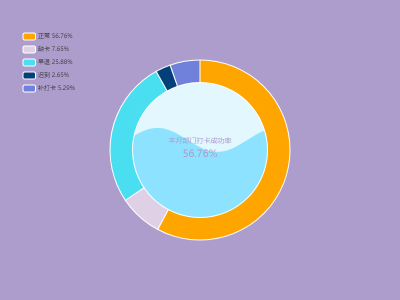 正常 56.76%
缺卡 7.65%
早退 25.88%
迟到 2.65%
补打卡 5.29%
本月部门打卡成功率
56.76%